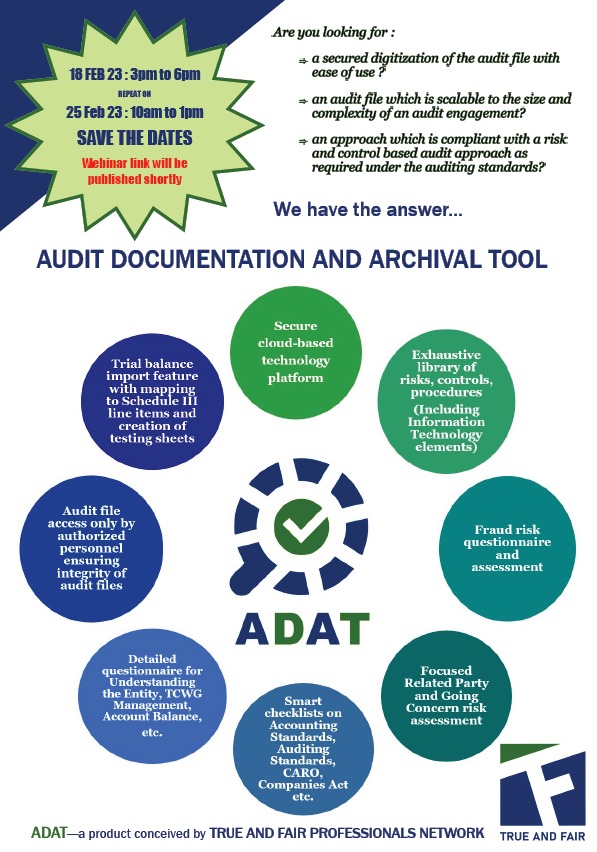 18 FEB 23 : 3pm to 6pm
REPEAT ON
25 Feb 23 : 10am to 1pm
SAVE THE DATES
Webinar link will be
published shortly
Are you looking for :
⇒ a secured digitization of the audit file with
ease of use ?
⇒ an audit file which is scalable to the size and
complexity of an audit engagement?
⇒ an approach which is compliant with a risk
and control based audit approach as
required under the auditing standards?
We have the answer...
AUDIT DOCUMENTATION AND ARCHIVAL TOOL
Secure
cloud-based
technology
platform
Exhaustive
library of
risks, controls,
procedures
(Including
Information
Technology
elements)
Fraud risk
questionnaire
and
assessment
Focused
Related Party
and Going
Concern risk
assessment
Smart
checklists on
Accounting
Standards,
Auditing
Standards,
CARO,
Companies Act
etc.
Detailed
questionnaire for
Understanding
the Entity, TCWG
Management,
Account Balance,
etc.
Audit file
access only by
authorized
personnel
ensuring
integrity of
audit files
Trial balance
import feature
with mapping
to Schedule III
line items and
creation of
testing sheets
ADAT
ADAT—a product conceived by TRUE AND FAIR PROFESSIONALS NETWORK
TRUE AND FAIR